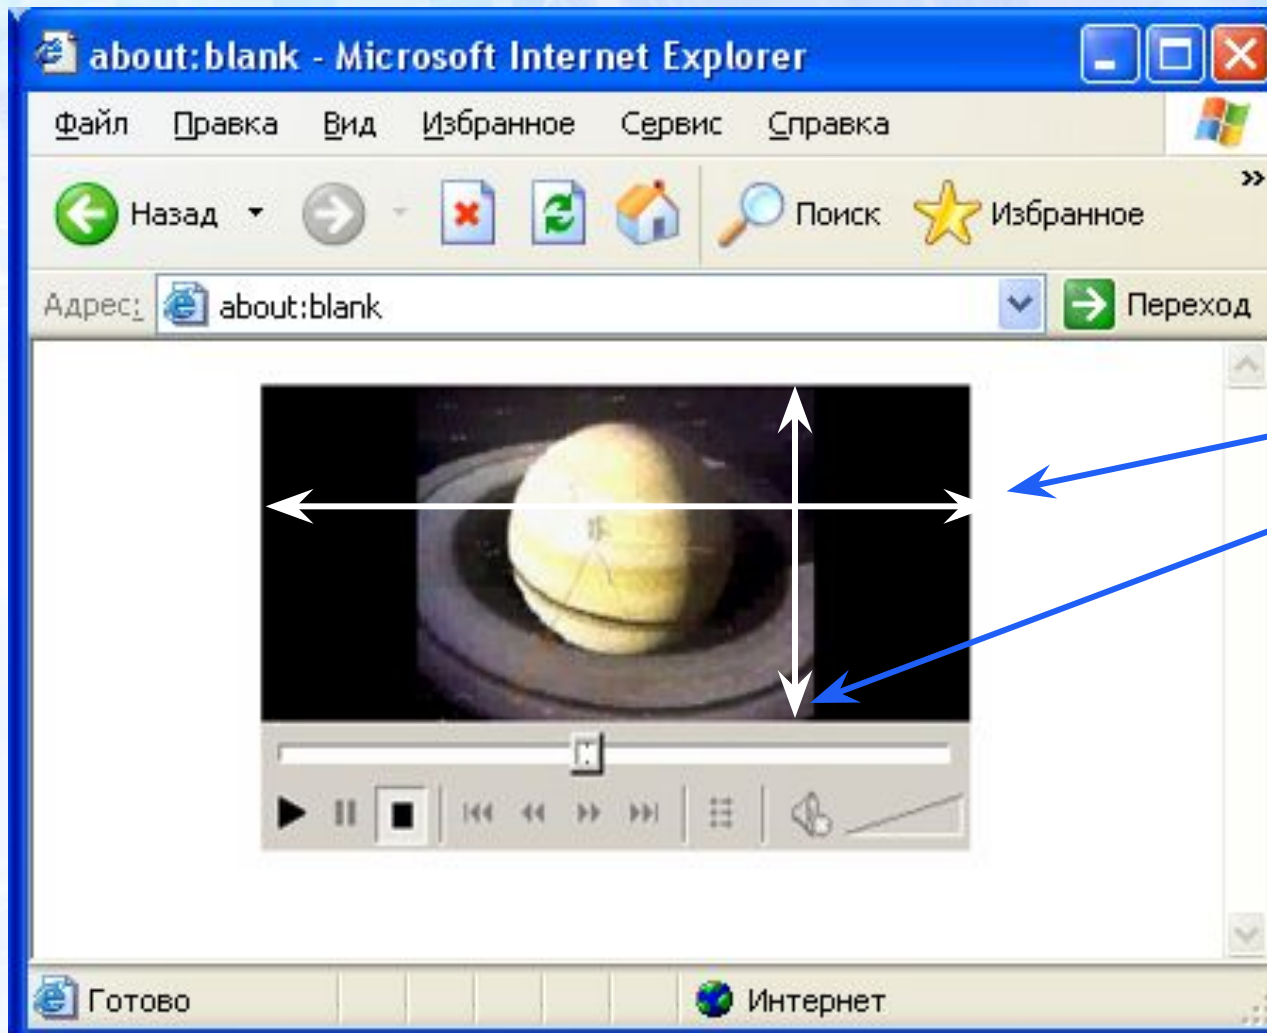 about:blank - Microsoft Internet Explorer
Файл Правка Вид Избранное Сервис Справка
Назад Поиск Избранное
Адрес: about:blank Переход
Готово Интернет